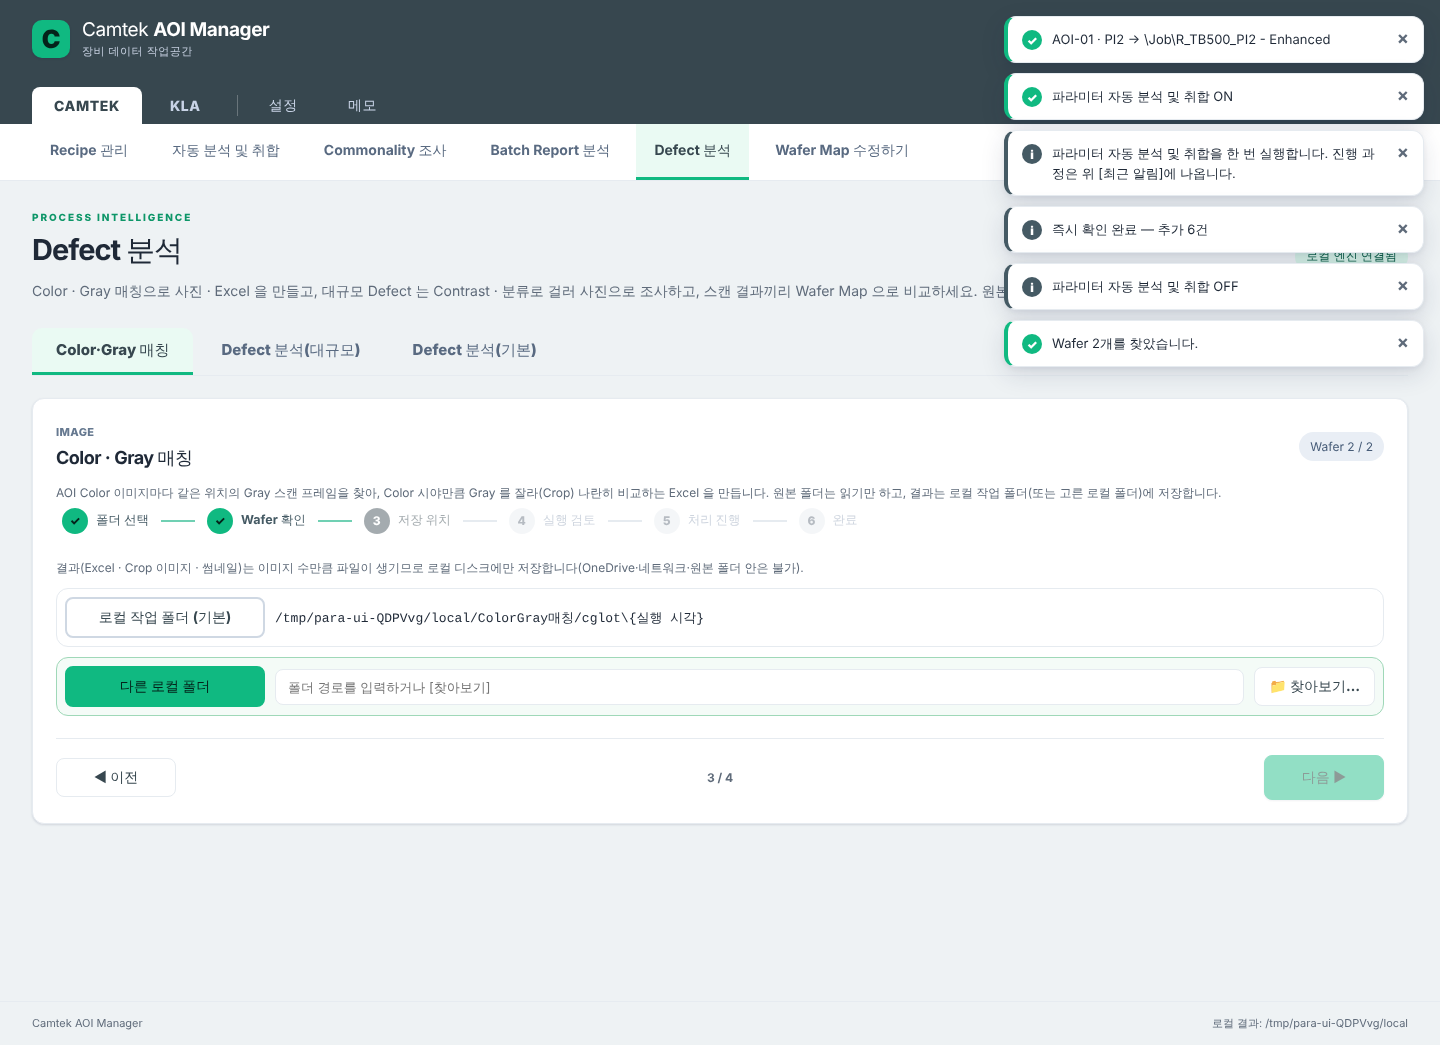 C
Camtek AOI Manager
장비 데이터 작업공간
CAMTEK
KLA
설정
메모
Recipe 관리
자동 분석 및 취합
Commonality 조사
Batch Report 분석
Defect 분석
Wafer Map 수정하기
AOI-01 · PI2 → \Job\R_TB500_PI2 - Enhanced
파라미터 자동 분석 및 취합 ON
파라미터 자동 분석 및 취합을 한 번 실행합니다. 진행 과
정은 위 [최근 알림]에 나옵니다.
즉시 확인 완료 — 추가 6건
로컬 엔진 연결됨
파라미터 자동 분석 및 취합 OFF
Wafer 2개를 찾았습니다.
PROCESS INTELLIGENCE
Defect 분석
Color · Gray 매칭으로 사진 · Excel 을 만들고, 대규모 Defect 는 Contrast · 분류로 컬러 사진으로 조사하고, 스캔 결과끼리 Wafer Map 으로 비교하세요. 원본
Color·Gray 매칭
Defect 분석(대규모)
Defect 분석(기본)
IMAGE
Color · Gray 매칭
Wafer 2 / 2
AOI Color 이미지마다 같은 위치의 Gray 스캔 프레임을 찾아, Color 시야만큼 Gray 를 잘라(Crop) 나란히 비교하는 Excel 을 만듭니다. 원본 폴더는 읽기만 하고, 결과는 로컬 작업 폴더(또는 고른 로컬 폴더)에 저장합니다.
폴더 선택
Wafer 확인
3 저장 위치
4 실행 검토
5 처리 진행
6 완료
결과(Excel · Crop 이미지 · 썸네일)는 이미지 수만큼 파일이 생기므로 로컬 디스크에만 저장합니다(OneDrive·네트워크·원본 폴더 안은 불가).
로컬 작업 폴더 (기본)
/tmp/para-ui-QDPVvg/local/ColorGray매칭/cglot\{실행 시각}
다른 로컬 폴더
폴더 경로를 입력하거나 [찾아보기]
찾아보기...
◀ 이전
3 / 4
다음 ▶
Camtek AOI Manager
로컬 결과: /tmp/para-ui-QDPVvg/local